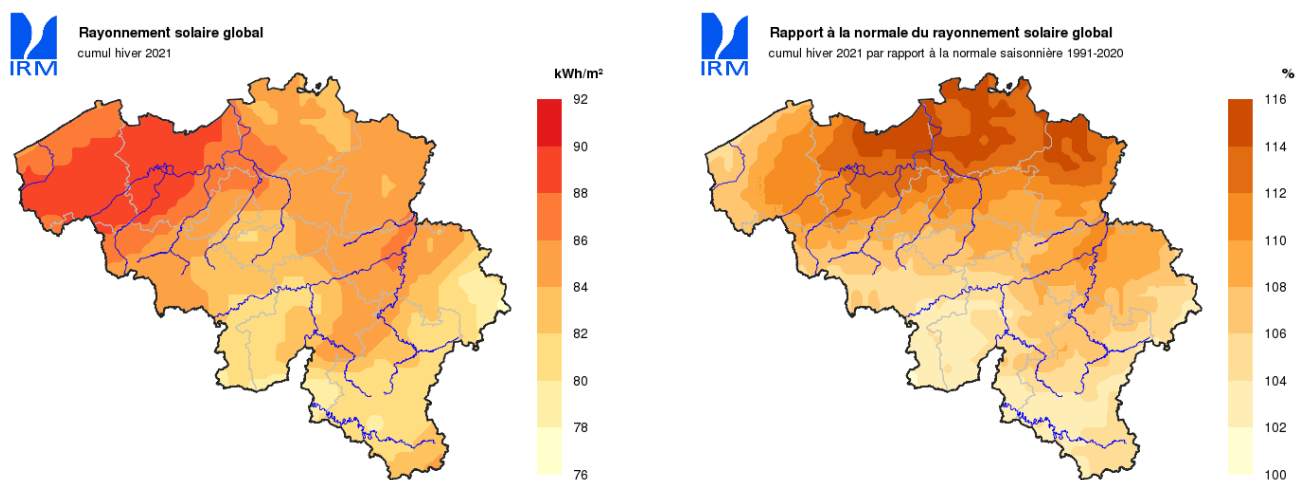 IRM
Rayonnement solaire global
cumul hiver 2021
kWh/m²
92
90
88
86
84
82
80
78
76
IRM
Rapport à la normale du rayonnement solaire global
cumul hiver 2021 par rapport à la normale saisonnière 1991-2020
%
116
114
112
110
108
106
104
102
100